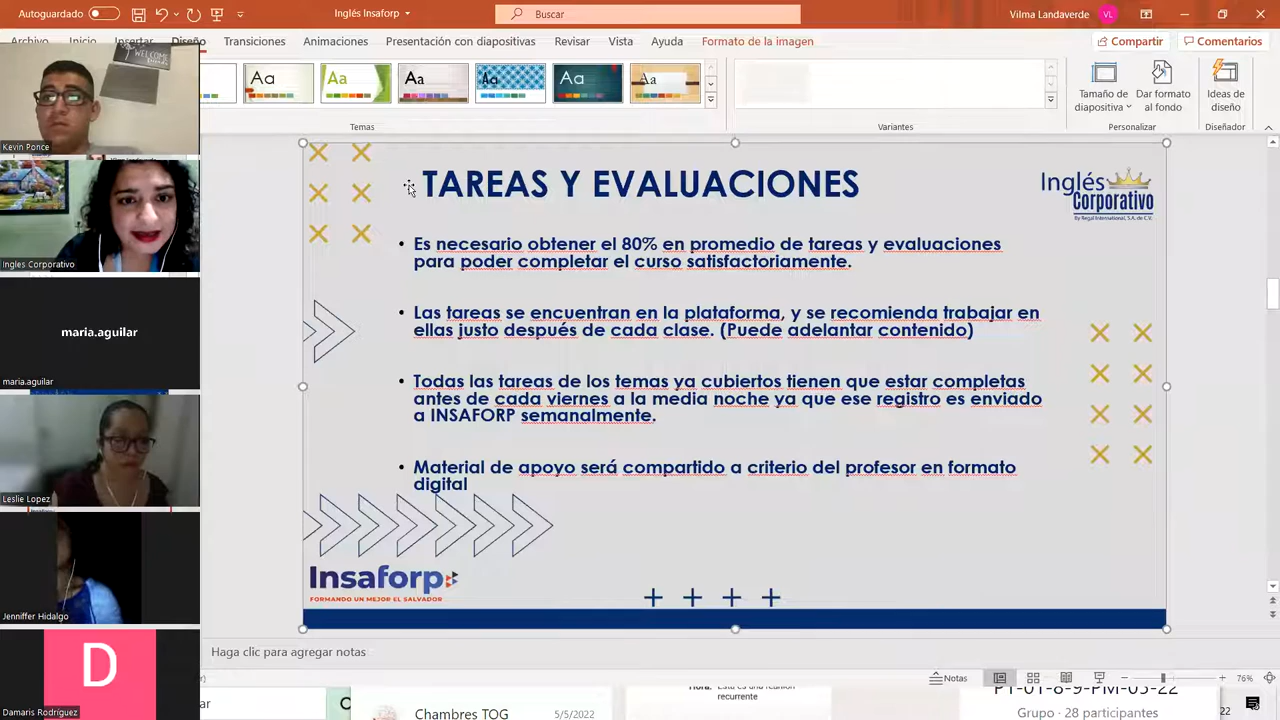 Autoguardado
Inglés Insaforp
Buscar
Vilma Landaverde
VL
Archivo
Inicio
Insertar
Diseño
Transiciones
Animaciones
Presentación con diapositivas
Revisar
Vista
Ayuda
Formato de la imagen
Compartir
Comentarios
Aa
Aa
Aa
Aa
Aa
Aa
Tamaño de
diapositiva
Dar formato
al fondo
Ideas de
diseño
Temas
Variantes
Personalizar
Diseñador
WELCOME
Kevin Ponce
Ingles Corporativo
maria.aguilar
maria.aguilar
Leslie Lopez
Jenniffer Hidalgo
D
Damaris Rodríguez
TAREAS Y EVALUACIONES
Inglés
Corporativo
By Regal International, S.A. de C.V.
• Es necesario obtener el 80% en promedio de tareas y evaluaciones
para poder completar el curso satisfactoriamente.
• Las tareas se encuentran en la plataforma, y se recomienda trabajar en
ellas justo después de cada clase. (Puede adelantar contenido)
• Todas las tareas de los temas ya cubiertos tienen que estar completas
antes de cada viernes a la media noche ya que ese registro es enviado
a INSAFORP semanalmente.
• Material de apoyo será compartido a criterio del profesor en formato
digital
Insaforp
FORMANDO UN MEJOR EL SALVADOR
Haga clic para agregar notas
Notas
76%
recurrente
Chambres TOG
5/5/2022
PT-01-8-9-PM-05-22
Grupo - 28 participantes
22